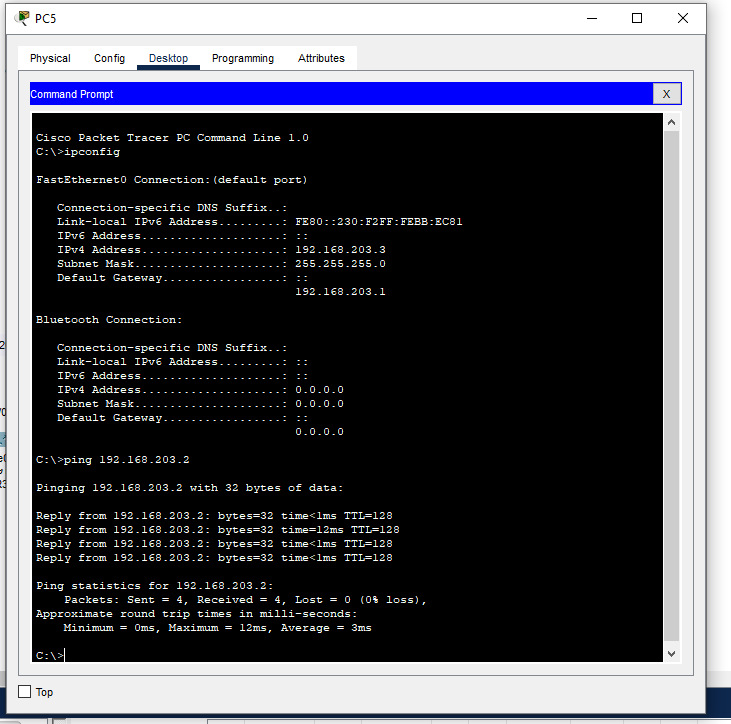 PC5
Physical Config Desktop Programming Attributes
Command Prompt X
Cisco Packet Tracer PC Command Line 1.0
C:\>ipconfig
FastEthernet0 Connection:(default port)
Connection-specific DNS Suffix..:
Link-local IPv6 Address.........: FE80::230:F2FF:FEBB:EC81
IPv6 Address....................: ::
IPv4 Address....................: 192.168.203.3
Subnet Mask.....................: 255.255.255.0
Default Gateway.................: ::
192.168.203.1
Bluetooth Connection:
Connection-specific DNS Suffix..:
Link-local IPv6 Address.........: ::
IPv6 Address....................: ::
IPv4 Address....................: 0.0.0.0
Subnet Mask.....................: 0.0.0.0
Default Gateway.................: ::
0.0.0.0
C:\>ping 192.168.203.2
Pinging 192.168.203.2 with 32 bytes of data:
Reply from 192.168.203.2: bytes=32 time<1ms TTL=128
Reply from 192.168.203.2: bytes=32 time=12ms TTL=128
Reply from 192.168.203.2: bytes=32 time<1ms TTL=128
Reply from 192.168.203.2: bytes=32 time<1ms TTL=128
Ping statistics for 192.168.203.2:
Packets: Sent = 4, Received = 4, Lost = 0 (0% loss),
Approximate round trip times in milli-seconds:
Minimum = 0ms, Maximum = 12ms, Average = 3ms
C:\>
Top